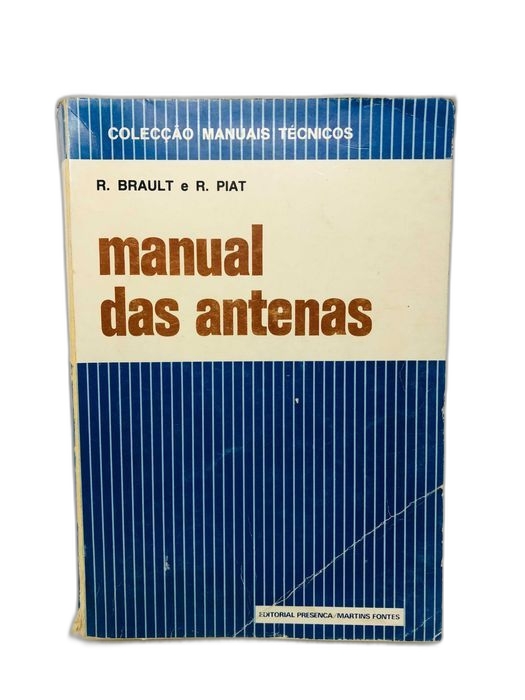 COLECÇÃO MANUAIS TÉCNICOS
R. BRAULT e R. PIAT
manual
das antenas
EDITORIAL PRESENÇA/MARTINS FONTES